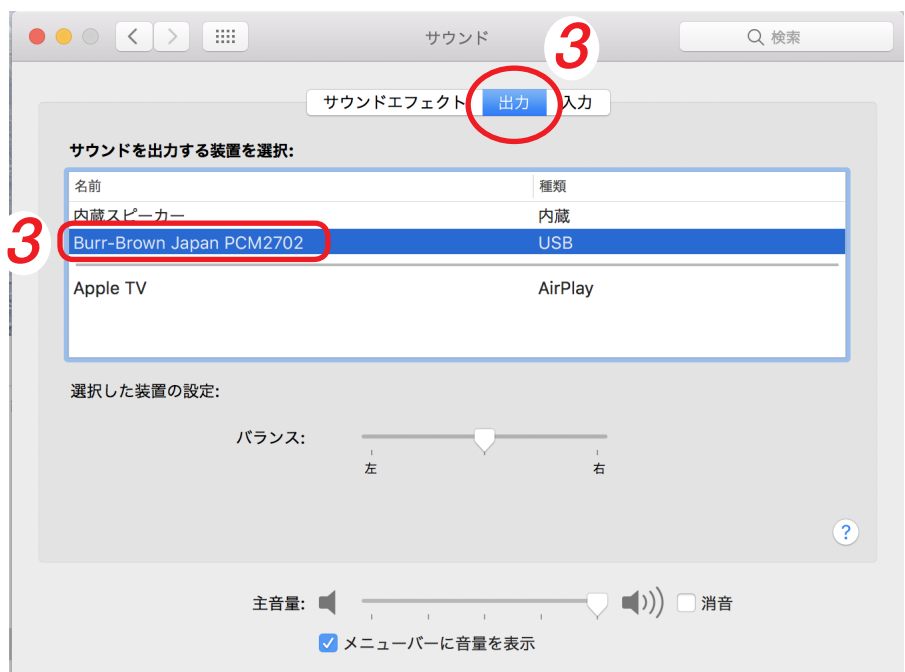 サウンド
検索
3
サウンドエフェクト 出力 入力
サウンドを出力する装置を選択:
名前 種類
内蔵スピーカー 内蔵
3
Burr-Brown Japan PCM2702 USB
Apple TV AirPlay
選択した装置の設定:
バランス:
左 右
?
主音量: 消音
メニューバーに音量を表示